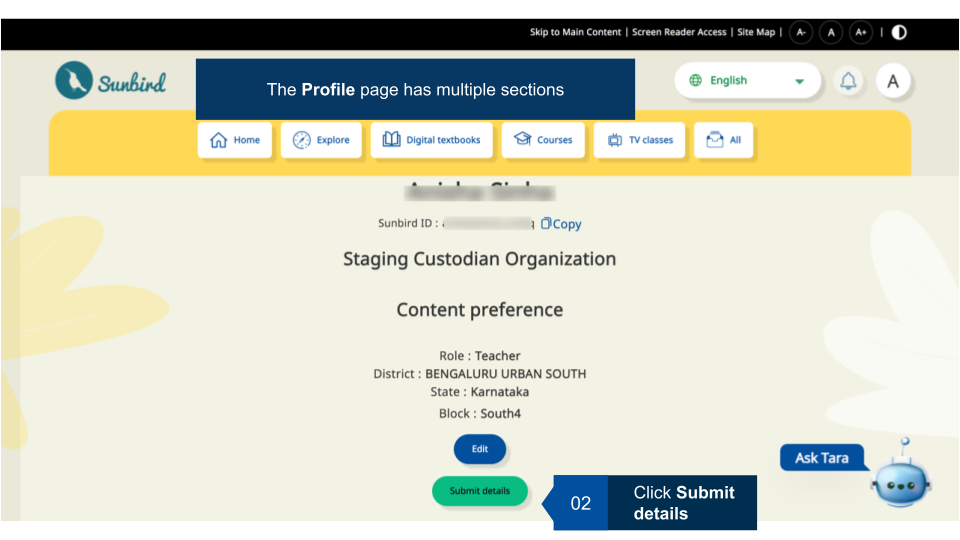 Skip to Main Content | Screen Reader Access | Site Map | A- A A+ |
Sunbird
The Profile page has multiple sections
English
A
Home
Explore
Digital textbooks
Courses
TV classes
All
Sunbird ID : Copy
Staging Custodian Organization
Content preference
Role : Teacher
District : BENGALURU URBAN SOUTH
State : Karnataka
Block : South4
Edit
Ask Tara
Submit details
02
Click Submit
details